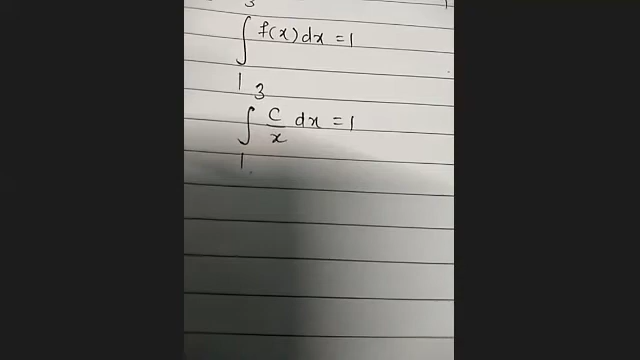 3
∫ f(x) dx = 1
1
3
∫ C/x dx = 1
1